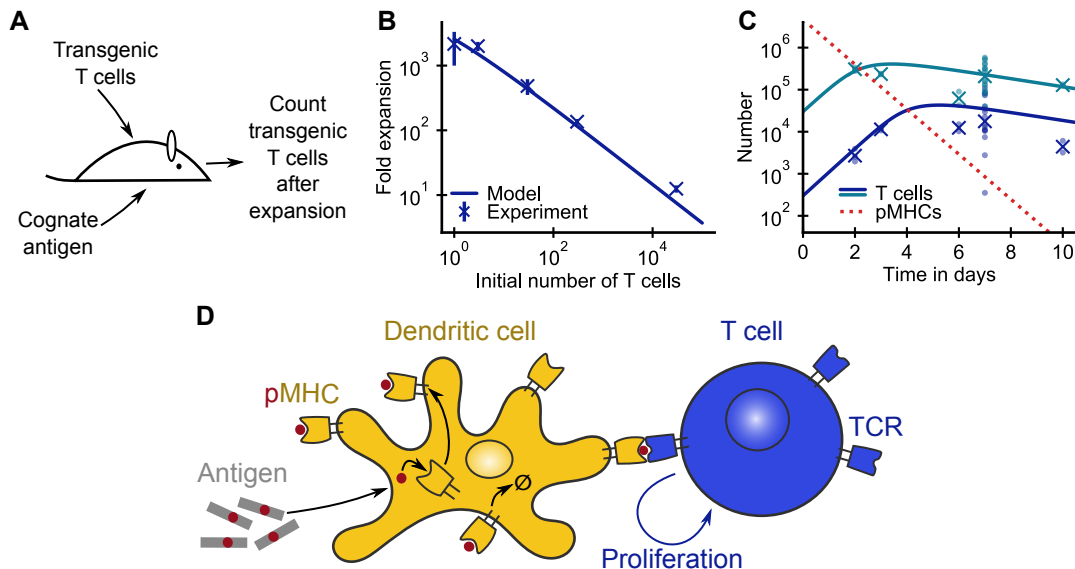 A
Transgenic
T cells
Cognate
antigen
Count
transgenic
T cells
after
expansion
B
Fold expansion
10³
10²
10¹
Model
Experiment
10⁰
10²
10⁴
Initial number of T cells
C
Number
10⁶
10⁵
10⁴
10³
10²
T cells
pMHCs
0
2
4
6
8
10
Time in days
D
Dendritic cell
T cell
pMHC
TCR
Antigen
Ø
Proliferation